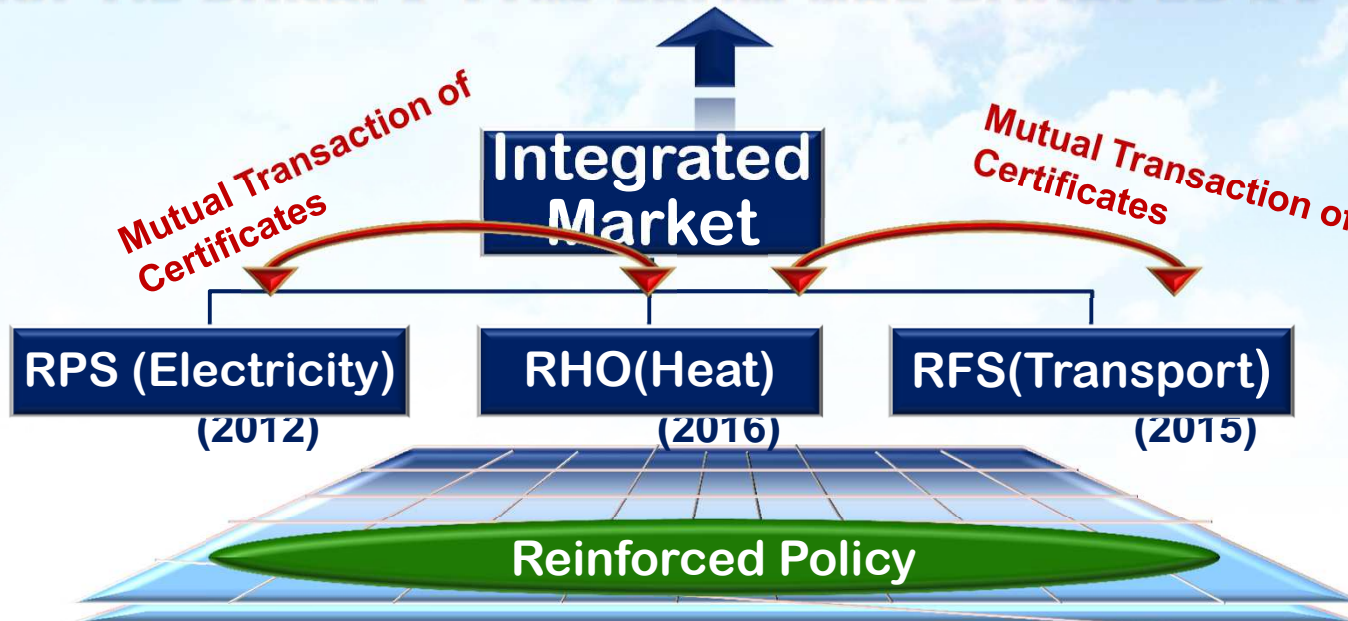 Mutual Transaction of
Certificates
Integrated
Market
Mutual Transaction of
Certificates
RPS (Electricity)
RHO(Heat)
RFS(Transport)
(2012)
(2016)
(2015)
Reinforced Policy